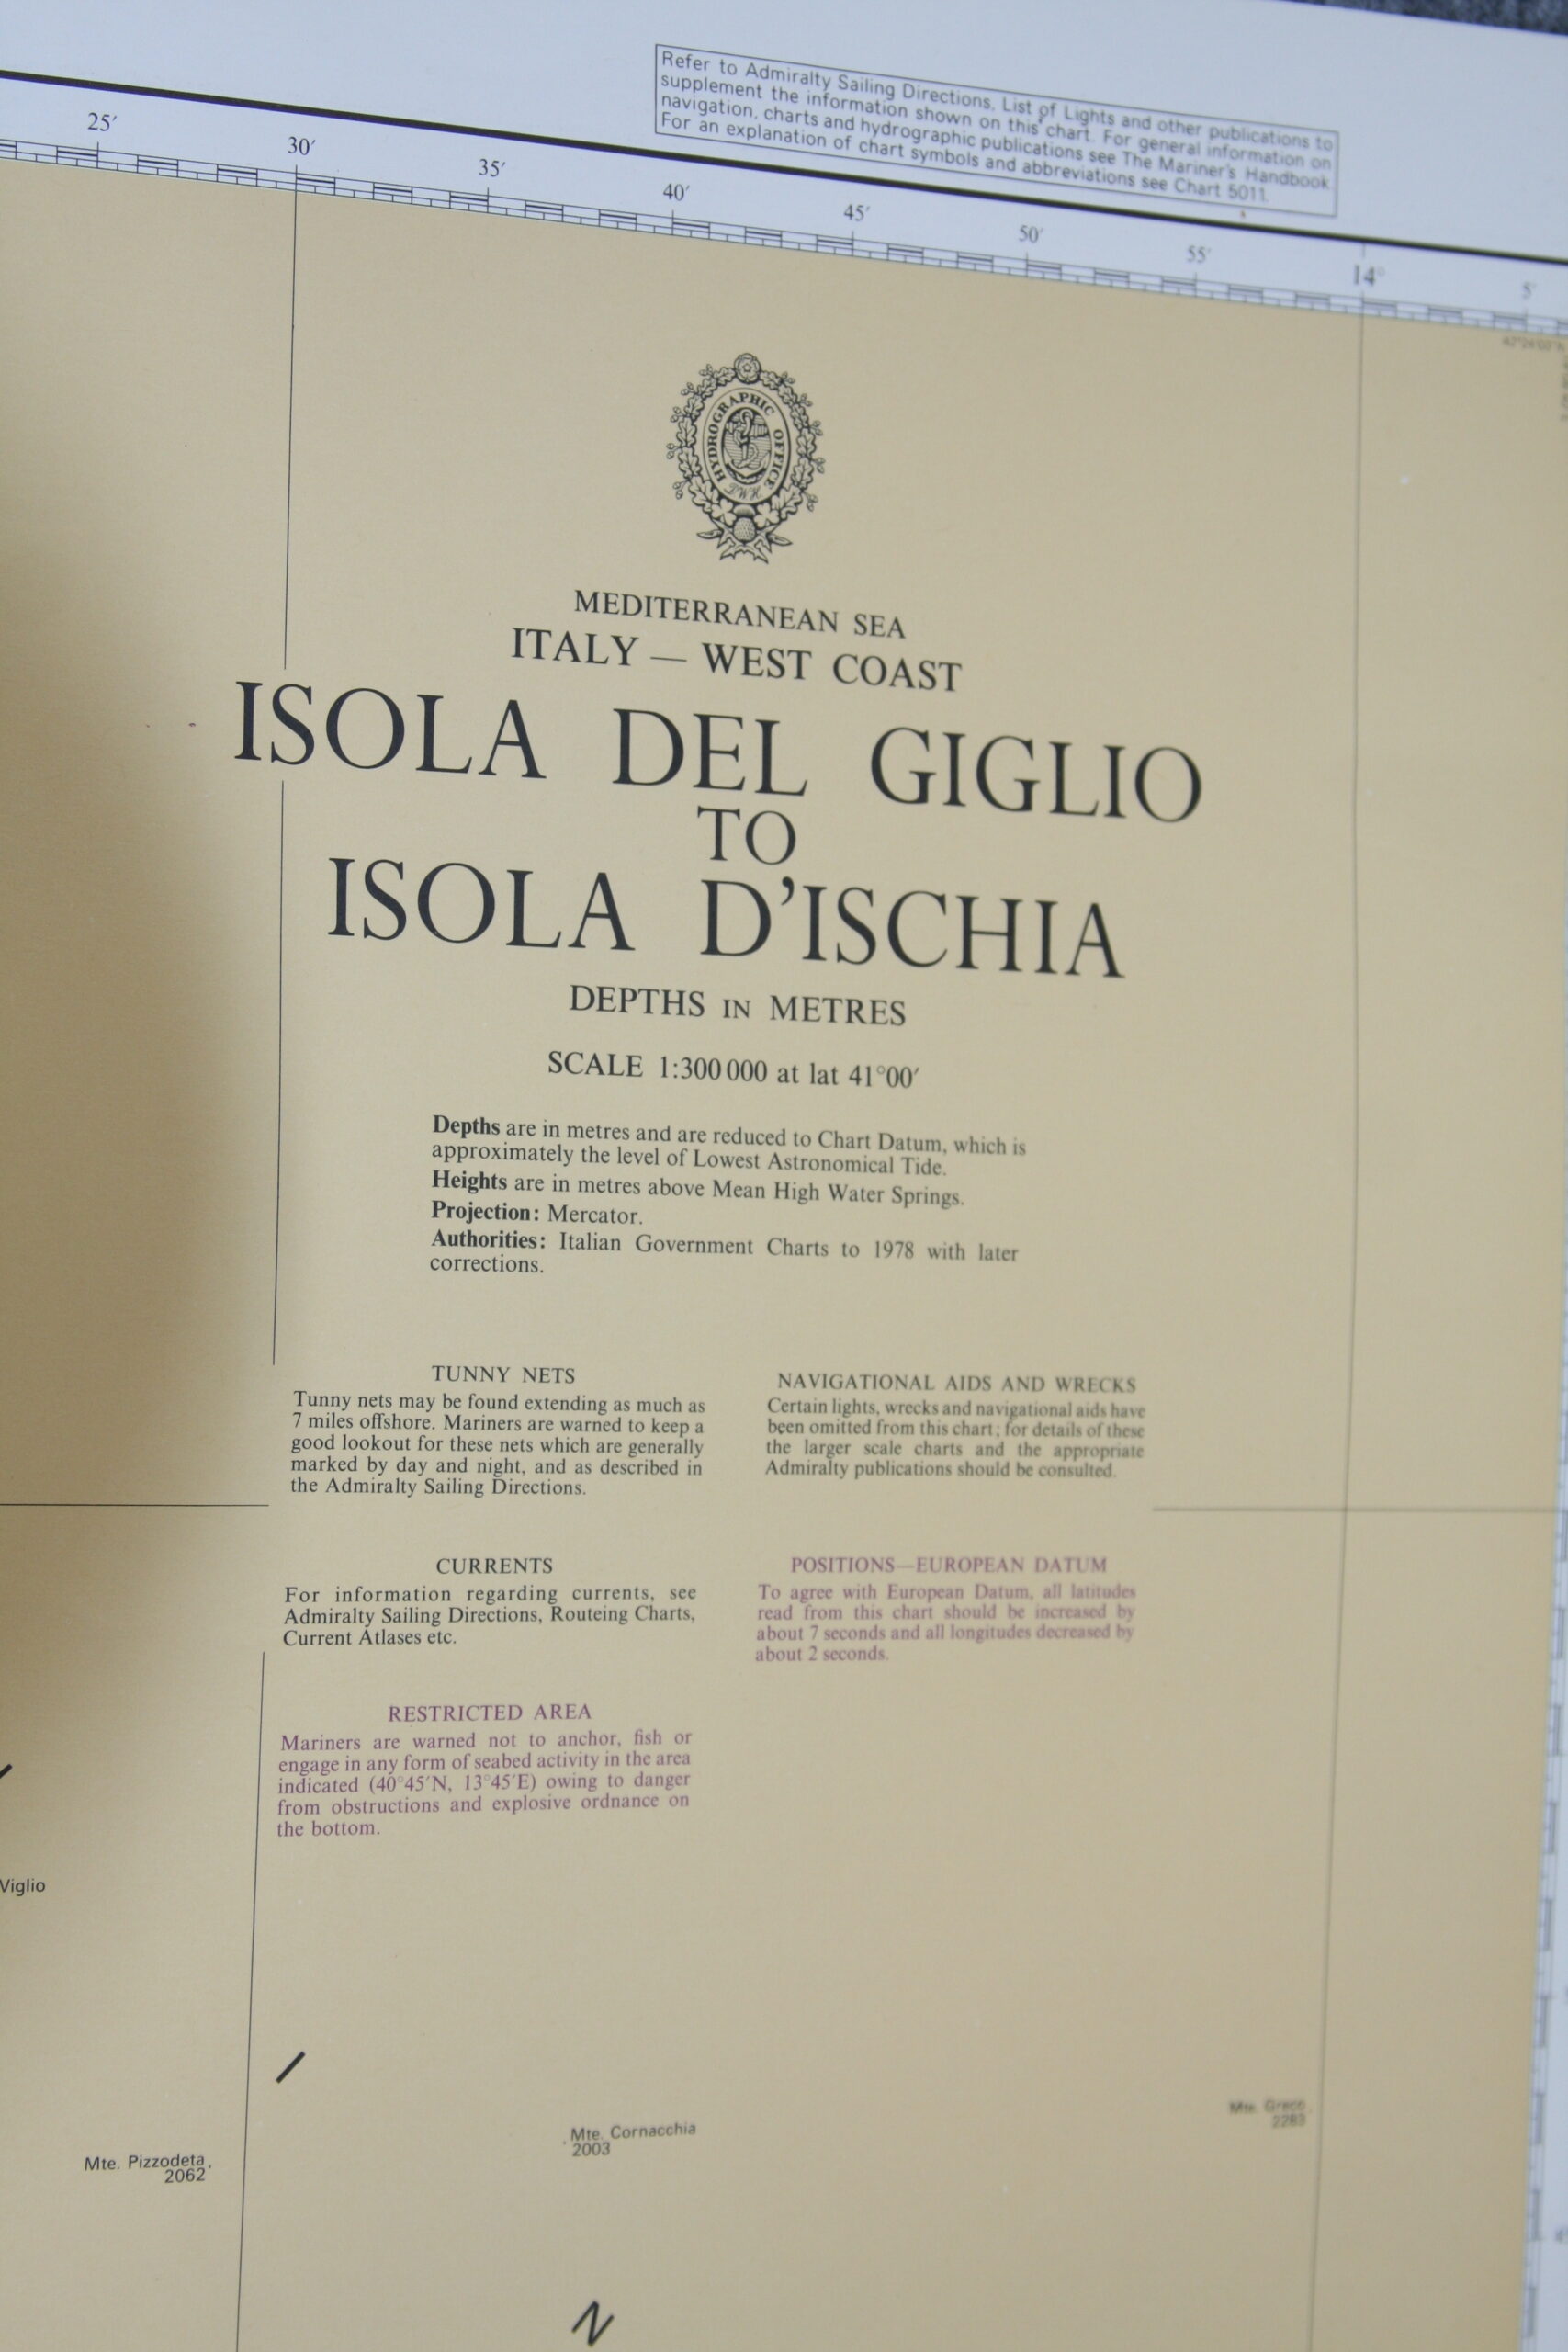 Refer to Admiralty Sailing Directions, List of Lights and other publications to
supplement the information shown on this chart. For general information on
navigation, charts and hydrographic publications see The Mariner's Handbook
For an explanation of chart symbols and abbreviations see Chart 5011.
25′ 30′ 35′ 40′ 45′ 50′ 55′ 14° 5′
HYDROGRAPHIC OFFICE
MEDITERRANEAN SEA
ITALY — WEST COAST
ISOLA DEL GIGLIO
TO
ISOLA D'ISCHIA
DEPTHS IN METRES
SCALE 1:300 000 at lat 41°00′
Depths are in metres and are reduced to Chart Datum, which is
approximately the level of Lowest Astronomical Tide.
Heights are in metres above Mean High Water Springs.
Projection: Mercator.
Authorities: Italian Government Charts to 1978 with later
corrections.
TUNNY NETS
Tunny nets may be found extending as much as
7 miles offshore. Mariners are warned to keep a
good lookout for these nets which are generally
marked by day and night, and as described in
the Admiralty Sailing Directions.
NAVIGATIONAL AIDS AND WRECKS
Certain lights, wrecks and navigational aids have
been omitted from this chart; for details of these
the larger scale charts and the appropriate
Admiralty publications should be consulted.
CURRENTS
For information regarding currents, see
Admiralty Sailing Directions, Routeing Charts,
Current Atlases etc.
POSITIONS—EUROPEAN DATUM
To agree with European Datum, all latitudes
read from this chart should be increased by
about 7 seconds and all longitudes decreased by
about 2 seconds.
RESTRICTED AREA
Mariners are warned not to anchor, fish or
engage in any form of seabed activity in the area
indicated (40°45′N, 13°45′E) owing to danger
from obstructions and explosive ordnance on
the bottom.
Viglio
Mte. Greco
Mte. Cornacchia
2003
Mte. Pizzodeta
2062
N